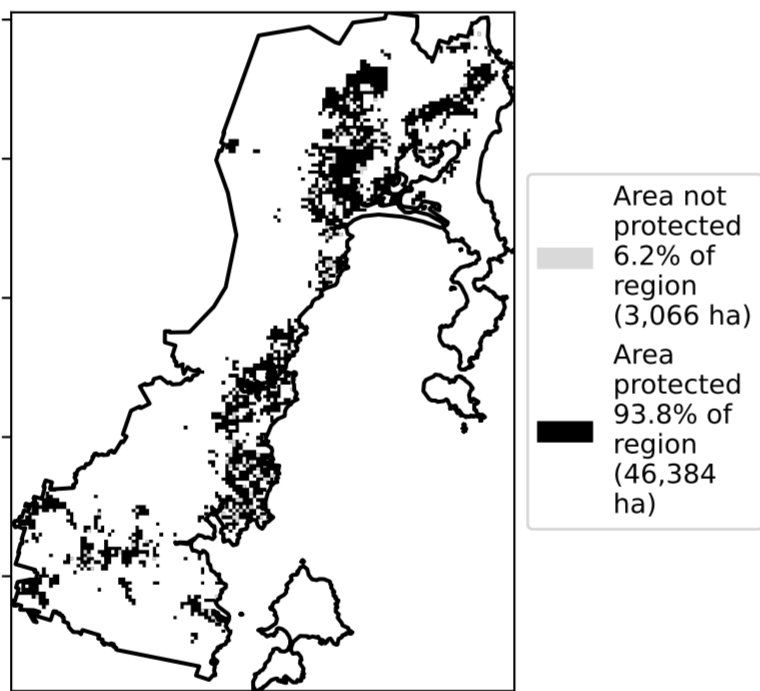 Area not
protected
6.2% of
region
(3,066 ha)
Area
protected
93.8% of
region
(46,384
ha)